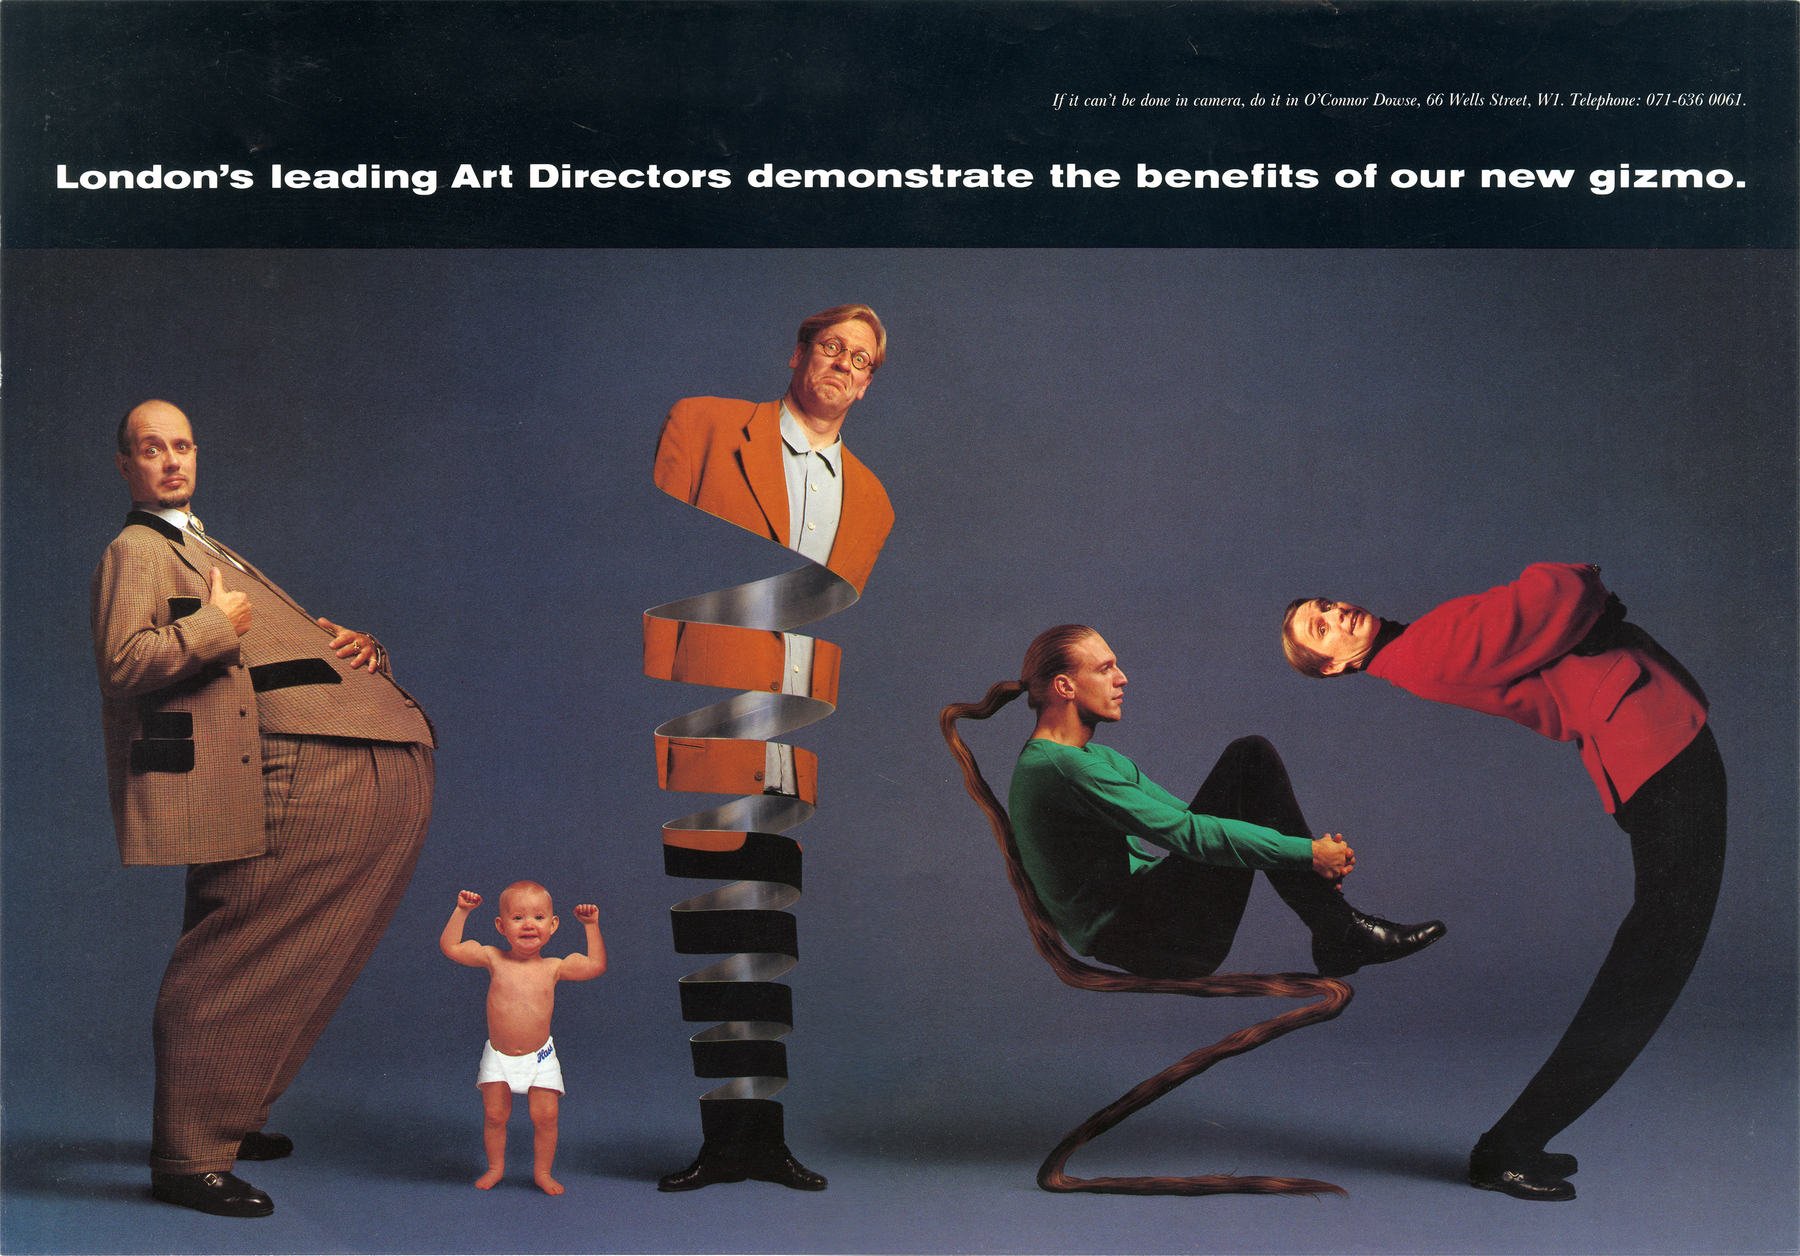 If it can't be done in camera, do it in O'Connor Dowse, 66 Wells Street, W1. Telephone: 071-636 0061.
London's leading Art Directors demonstrate the benefits of our new gizmo.